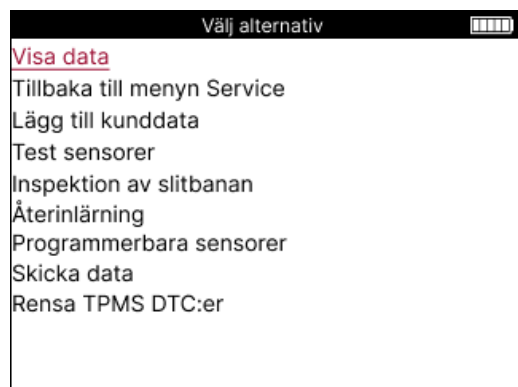 Välj alternativ
Visa data
Tillbaka till menyn Service
Lägg till kunddata
Test sensorer
Inspektion av slitbanan
Återinlärning
Programmerbara sensorer
Skicka data
Rensa TPMS DTC:er